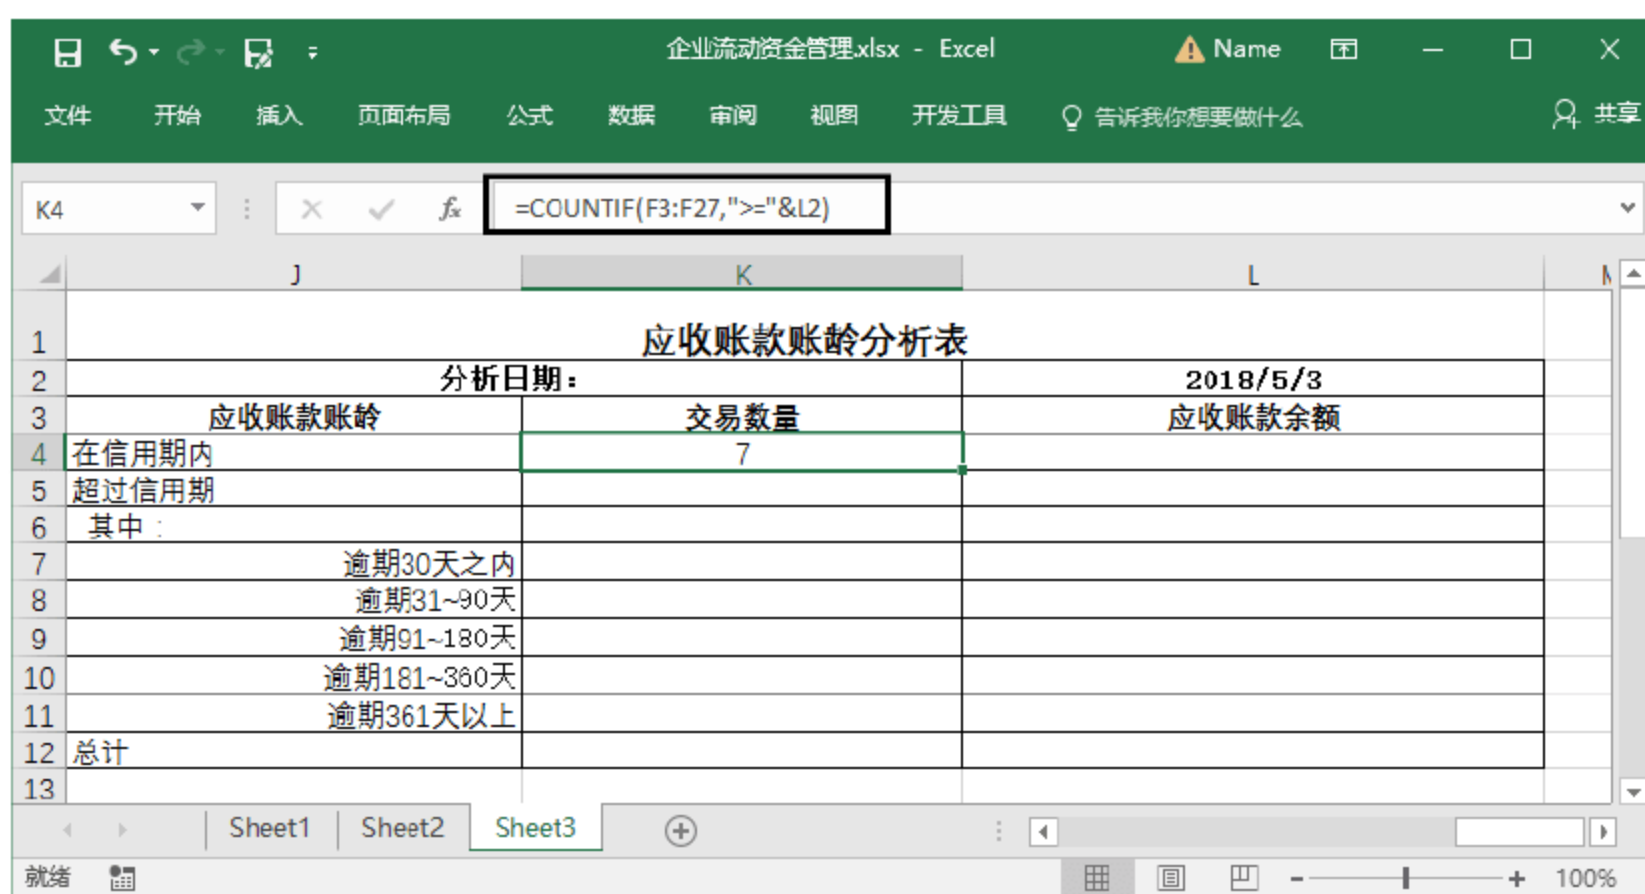 企业流动资金管理.xlsx - Excel
Name
文件 开始 插入 页面布局 公式 数据 审阅 视图 开发工具 告诉我你想要做什么 共享
K4 fx =COUNTIF(F3:F27,">="&L2)
J K L
1 应收账款账龄分析表
2 分析日期： 2018/5/3
3 应收账款账龄 交易数量 应收账款余额
4 在信用期内 7
5 超过信用期
6 其中：
7 逾期30天之内
8 逾期31~90天
9 逾期91~180天
10 逾期181~360天
11 逾期361天以上
12 总计
13
Sheet1 Sheet2 Sheet3
就绪 100%